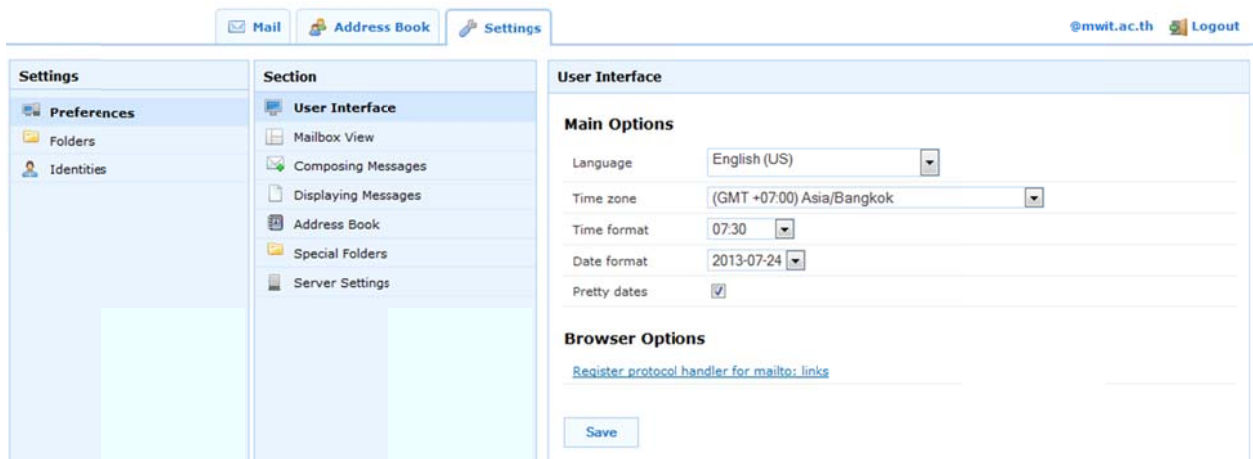 Mail
Address Book
Settings
@mwit.ac.th
Logout
Settings
Preferences
Folders
Identities
Section
User Interface
Mailbox View
Composing Messages
Displaying Messages
Address Book
Special Folders
Server Settings
User Interface
Main Options
Language English (US)
Time zone (GMT +07:00) Asia/Bangkok
Time format 07:30
Date format 2013-07-24
Pretty dates
Browser Options
Register protocol handler for mailto: links
Save